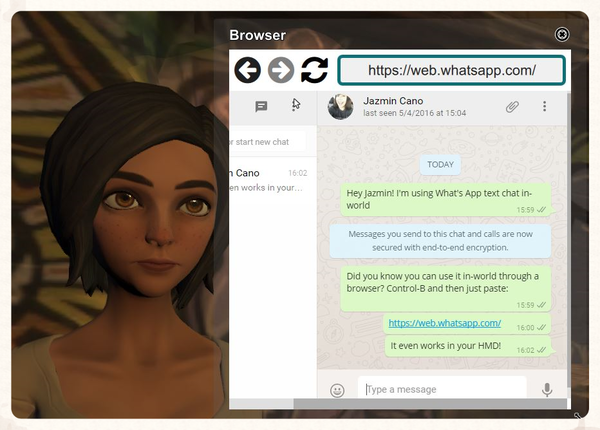 Browser
https://web.whatsapp.com/
Jazmin Cano
last seen 5/4/2016 at 15:04
r start new chat
n Cano 16:02
en works in your…
TODAY
Hey Jazmin! I'm using What's App text chat in-
world
15:59
Messages you send to this chat and calls are now
secured with end-to-end encryption.
Did you know you can use it in-world through a
browser? Control-B and then just paste:
15:59
https://web.whatsapp.com/ 16:00
It even works in your HMD! 16:02
Type a message